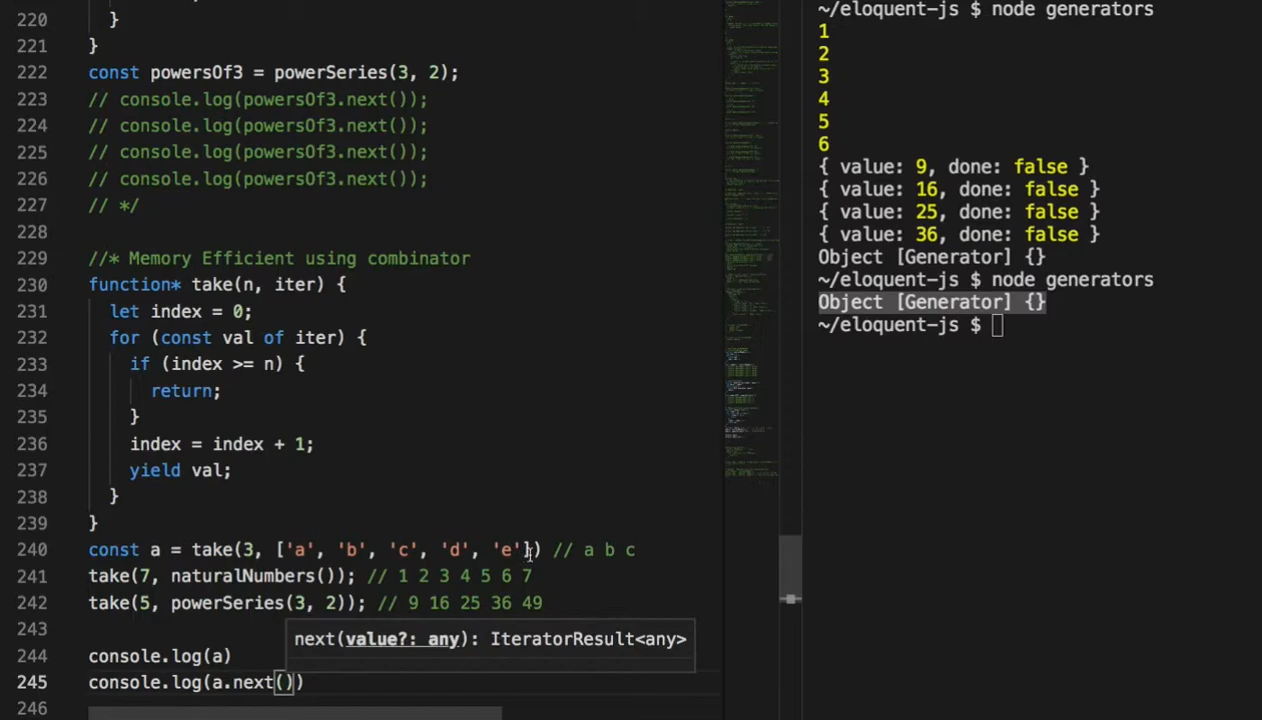 220   }
221 }
222 const powersOf3 = powerSeries(3, 2);
223 // console.log(powersOf3.next());
224 // console.log(powersOf3.next());
225 // console.log(powersOf3.next());
226 // console.log(powersOf3.next());
227 // */
228
229 //* Memory Efficient using combinator
230 function* take(n, iter) {
231   let index = 0;
232   for (const val of iter) {
233     if (index >= n) {
234       return;
235     }
236     index = index + 1;
237     yield val;
238   }
239 }
240 const a = take(3, ['a', 'b', 'c', 'd', 'e']) // a b c
241 take(7, naturalNumbers()); // 1 2 3 4 5 6 7
242 take(5, powerSeries(3, 2)); // 9 16 25 36 49
243
next(value?: any): IteratorResult<any>
244 console.log(a)
245 console.log(a.next())
246
~/eloquent-js $ node generators
1
2
3
4
5
6
{ value: 9, done: false }
{ value: 16, done: false }
{ value: 25, done: false }
{ value: 36, done: false }
Object [Generator] {}
~/eloquent-js $ node generators
Object [Generator] {}
~/eloquent-js $